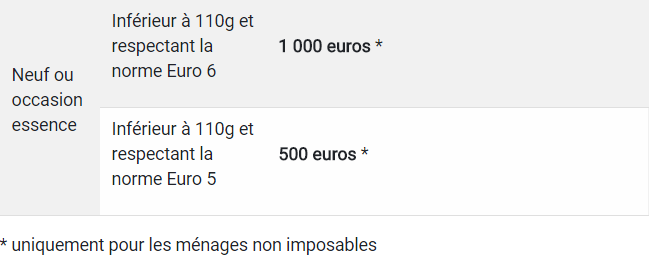 Neuf ou
occasion
essence
Inférieur à 110g et
respectant la
norme Euro 6
1 000 euros *
Inférieur à 110g et
respectant la
norme Euro 5
500 euros *
* uniquement pour les ménages non imposables